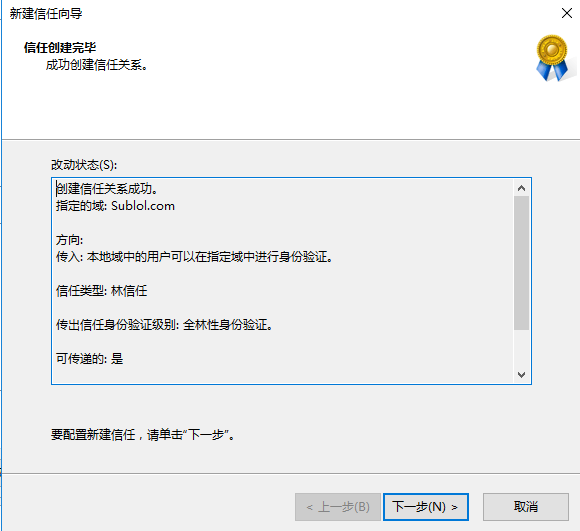 新建信任向导
信任创建完毕
成功创建信任关系。
改动状态(S):
创建信任关系成功。
指定的域: Sublol.com
方向:
传入: 本地域中的用户可以在指定域中进行身份验证。
信任类型: 林信任
传出信任身份验证级别: 全林性身份验证。
可传递的: 是
要配置新建信任，请单击“下一步”。
< 上一步(B)
下一步(N) >
取消